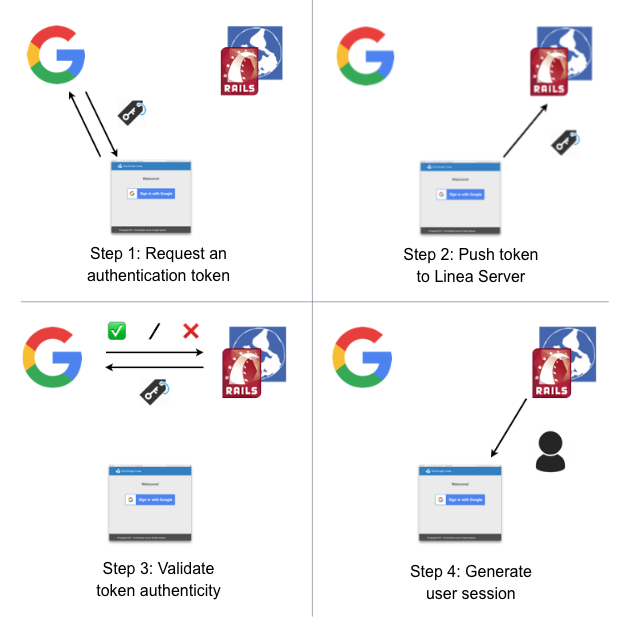 RAILS
RAILS
Welcome!
Sign in with Google
Welcome!
Sign in with Google
Step 1: Request an
authentication token
Step 2: Push token
to Linea Server
RAILS
RAILS
Welcome!
Sign in with Google
Welcome!
Sign in with Google
Step 3: Validate
token authenticity
Step 4: Generate
user session